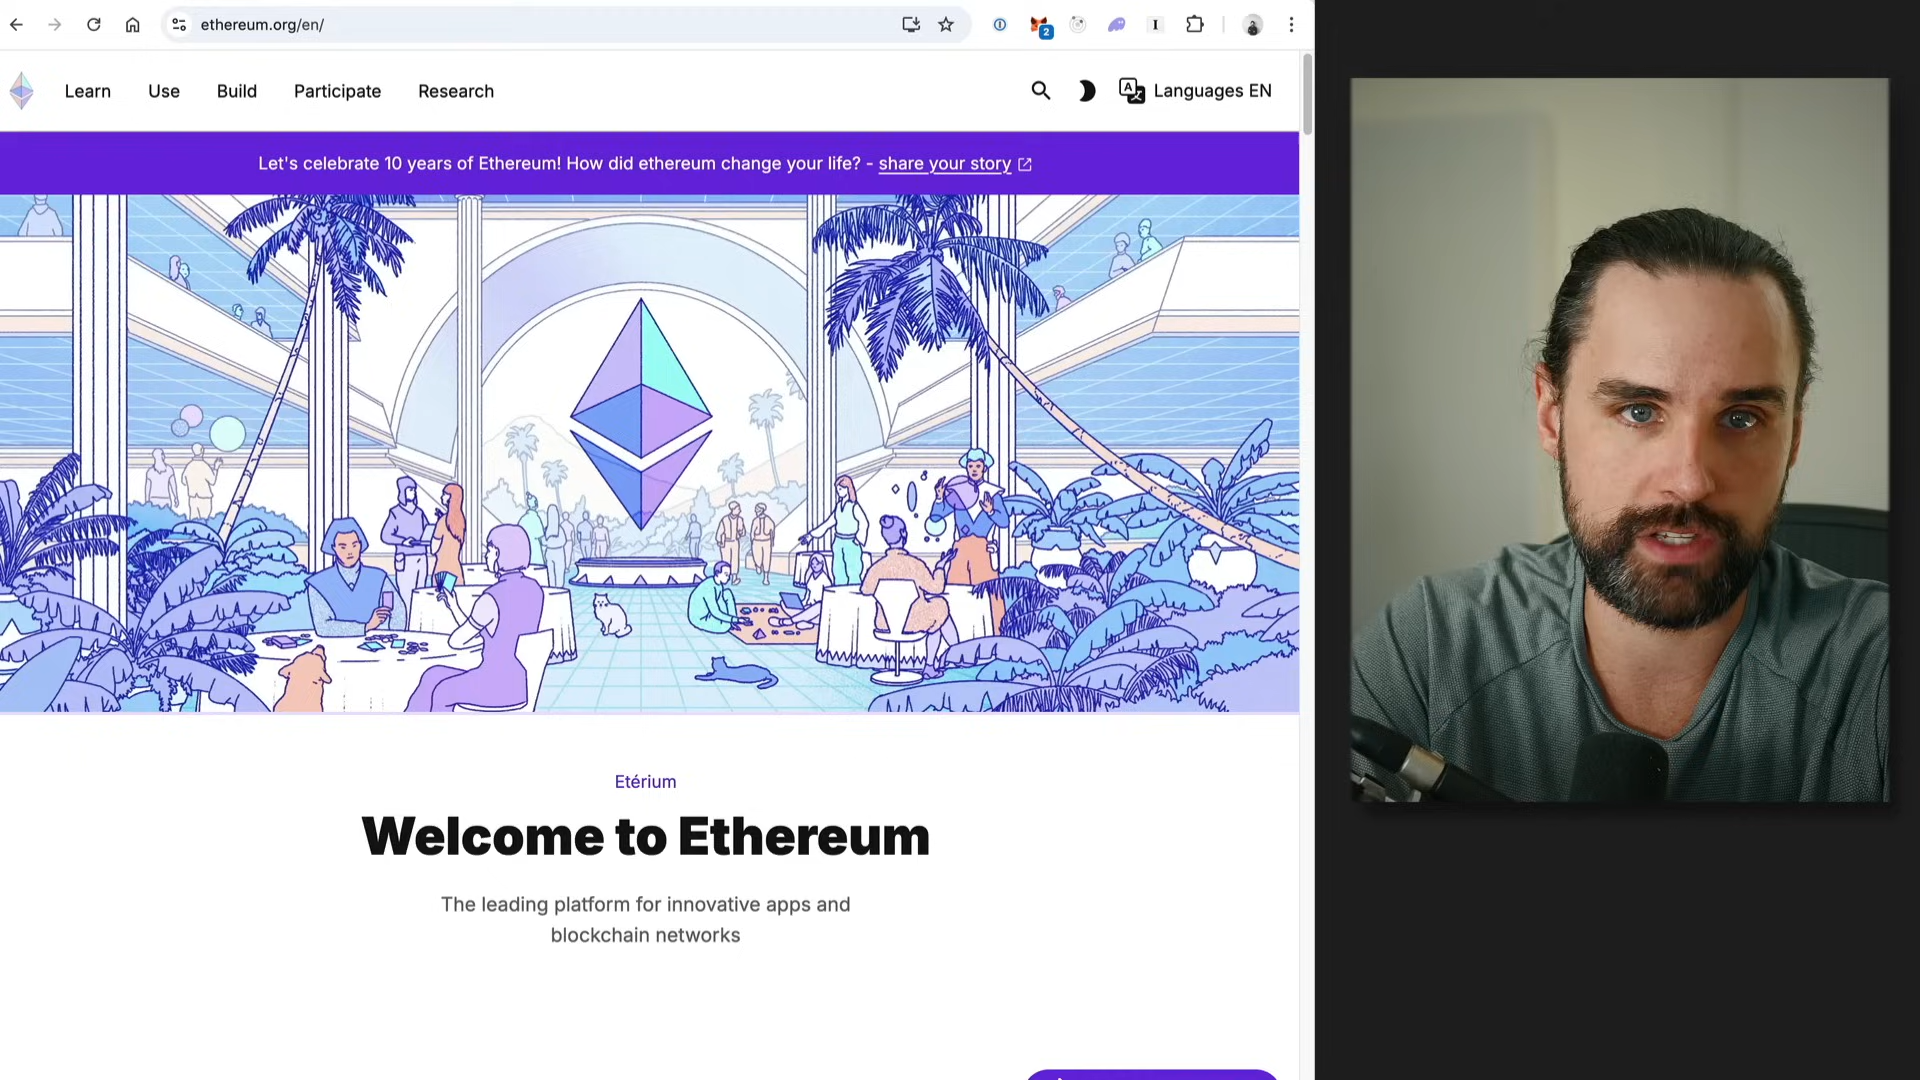 ethereum.org/en/
2
I
Learn
Use
Build
Participate
Research
Languages EN
Let's celebrate 10 years of Ethereum! How did ethereum change your life? - share your story
Etérium
Welcome to Ethereum
The leading platform for innovative apps and
blockchain networks